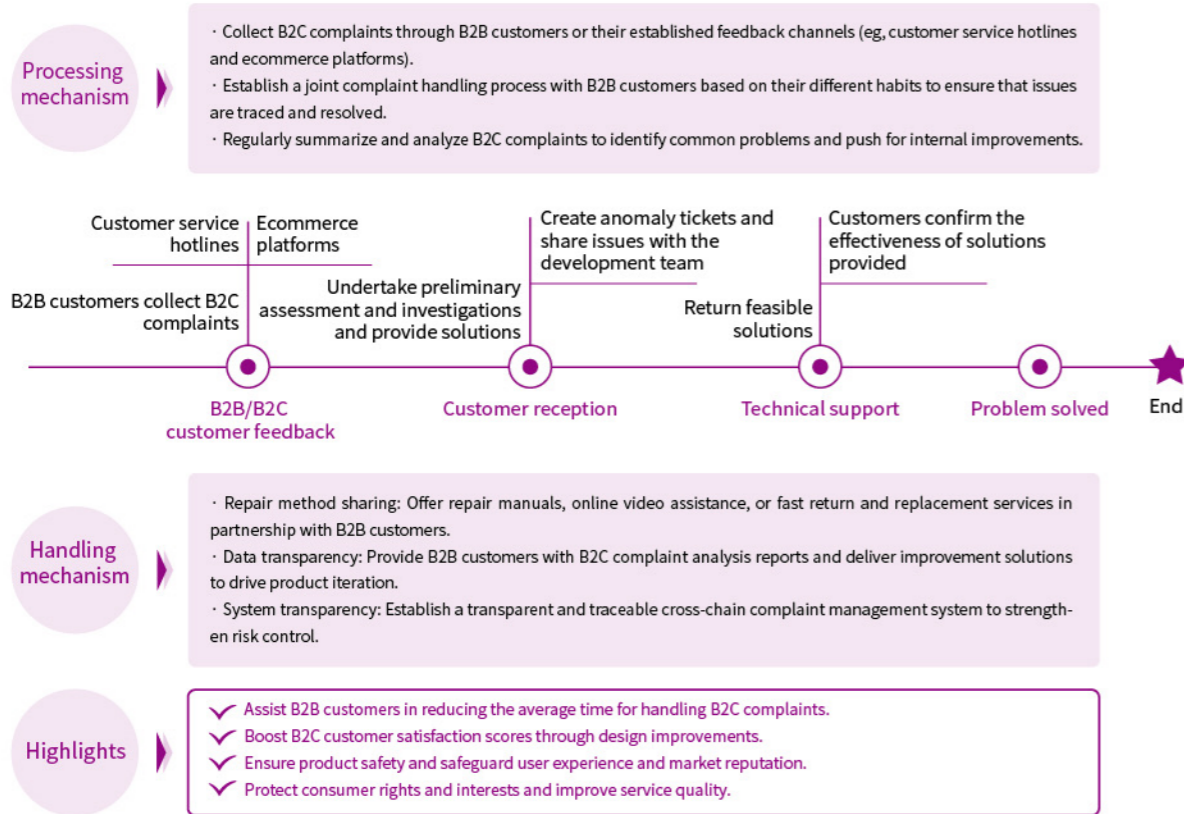 Processing
mechanism
· Collect B2C complaints through B2B customers or their established feedback channels (eg, customer service hotlines
and ecommerce platforms).
· Establish a joint complaint handling process with B2B customers based on their different habits to ensure that issues
are traced and resolved.
· Regularly summarize and analyze B2C complaints to identify common problems and push for internal improvements.
Customer service
hotlines
Ecommerce
platforms
B2B customers collect B2C
complaints
B2B/B2C
customer feedback
Create anomaly tickets and
share issues with the
development team
Undertake preliminary
assessment and investigations
and provide solutions
Customer reception
Customers confirm the
effectiveness of solutions
provided
Return feasible
solutions
Technical support
Problem solved
End
Handling
mechanism
· Repair method sharing: Offer repair manuals, online video assistance, or fast return and replacement services in
partnership with B2B customers.
· Data transparency: Provide B2B customers with B2C complaint analysis reports and deliver improvement solutions
to drive product iteration.
· System transparency: Establish a transparent and traceable cross-chain complaint management system to strength-
en risk control.
Highlights
Assist B2B customers in reducing the average time for handling B2C complaints.
Boost B2C customer satisfaction scores through design improvements.
Ensure product safety and safeguard user experience and market reputation.
Protect consumer rights and interests and improve service quality.